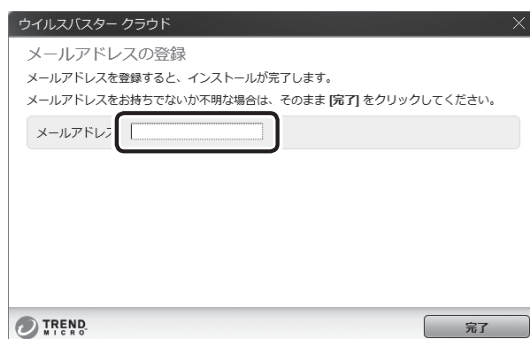 ウイルスバスター クラウド
メールアドレスの登録
メールアドレスを登録すると、インストールが完了します。
メールアドレスをお持ちでないか不明な場合は、そのまま [完了] をクリックしてください。
メールアドレス
TREND
MICRO
完了